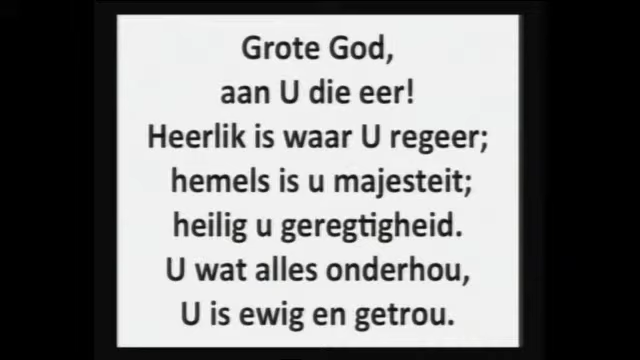 Grote God,
aan U die eer!
Heerlik is waar U regeer;
hemels is u majesteit;
heilig u geregtigheid.
U wat alles onderhou,
U is ewig en getrou.